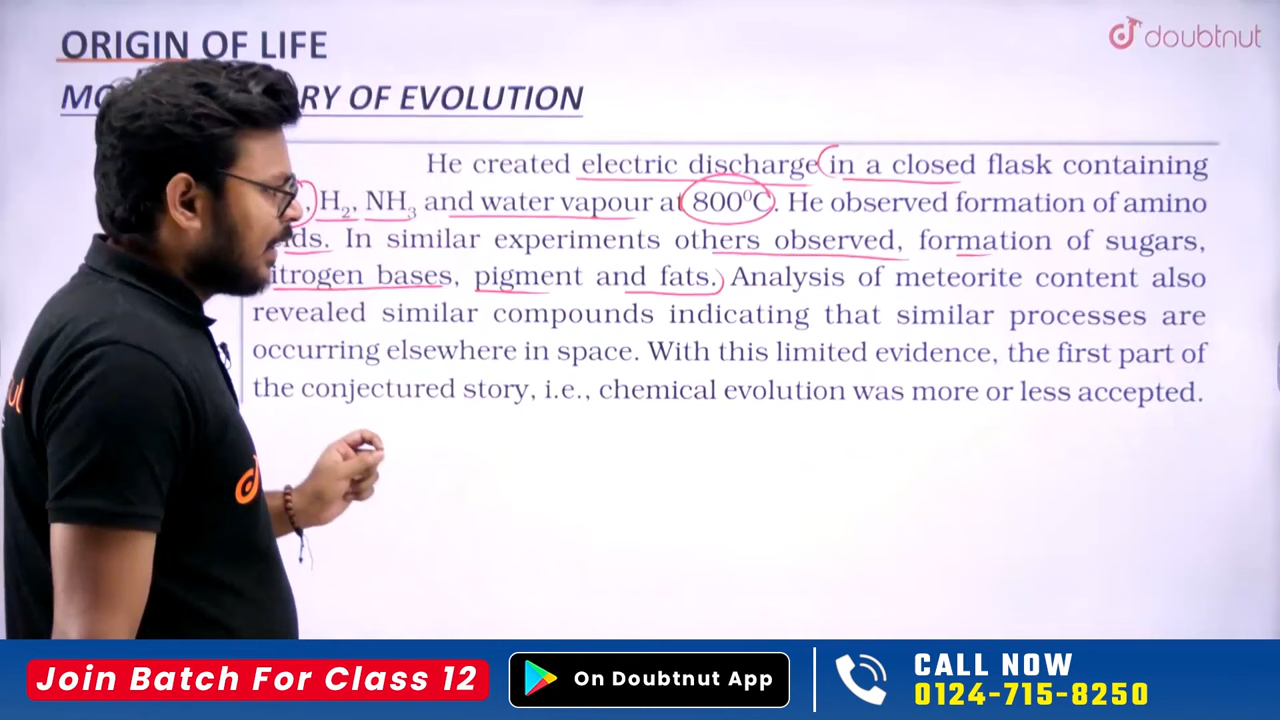 ORIGIN OF LIFE
doubtnut
RY OF EVOLUTION
He created electric discharge in a closed flask containing
, H₂, NH₃ and water vapour at 800⁰C. He observed formation of amino
ids. In similar experiments others observed, formation of sugars,
itrogen bases, pigment and fats. Analysis of meteorite content also
revealed similar compounds indicating that similar processes are
occurring elsewhere in space. With this limited evidence, the first part of
the conjectured story, i.e., chemical evolution was more or less accepted.
Join Batch For Class 12
On Doubtnut App
CALL NOW
0124-715-8250